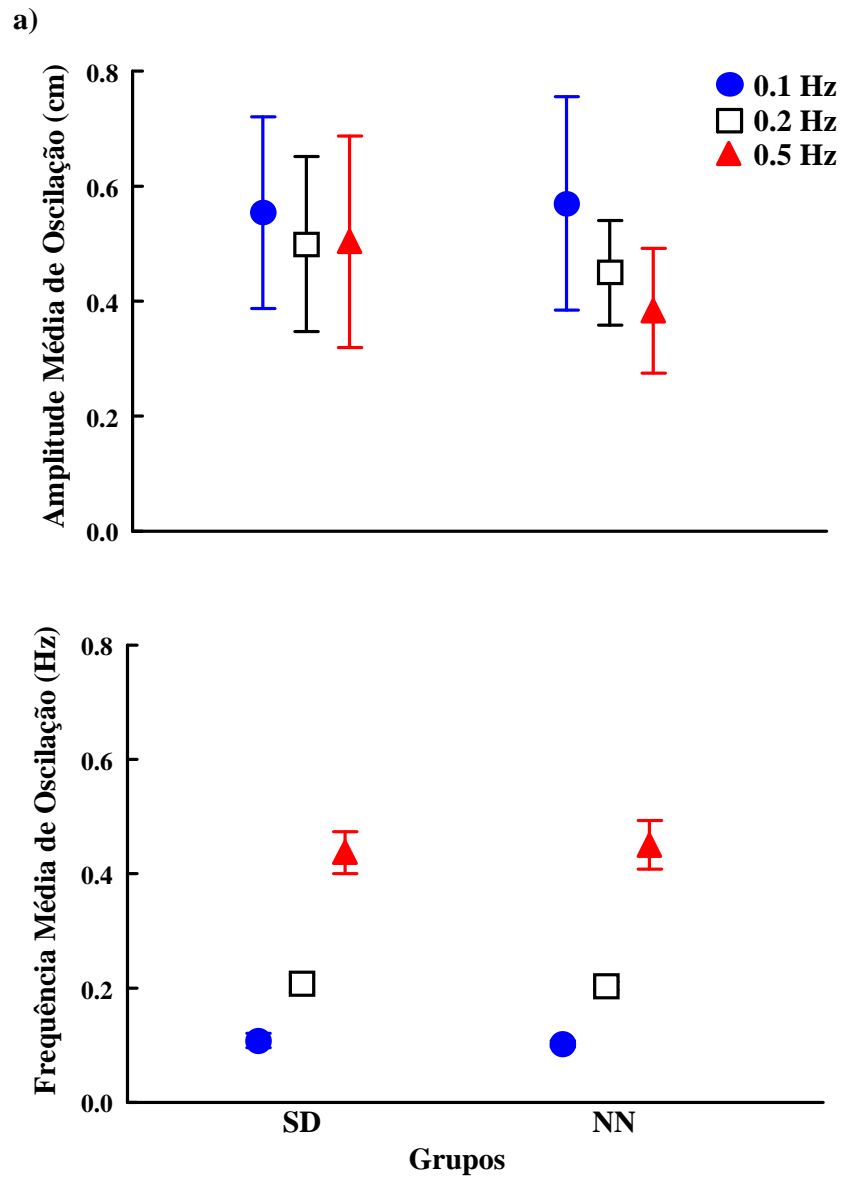 a)
Amplitude Média de Oscilação (cm)
0.8
0.6
0.4
0.2
0.0
0.1 Hz
0.2 Hz
0.5 Hz
Frequência Média de Oscilação (Hz)
0.8
0.6
0.4
0.2
0.0
SD NN
Grupos